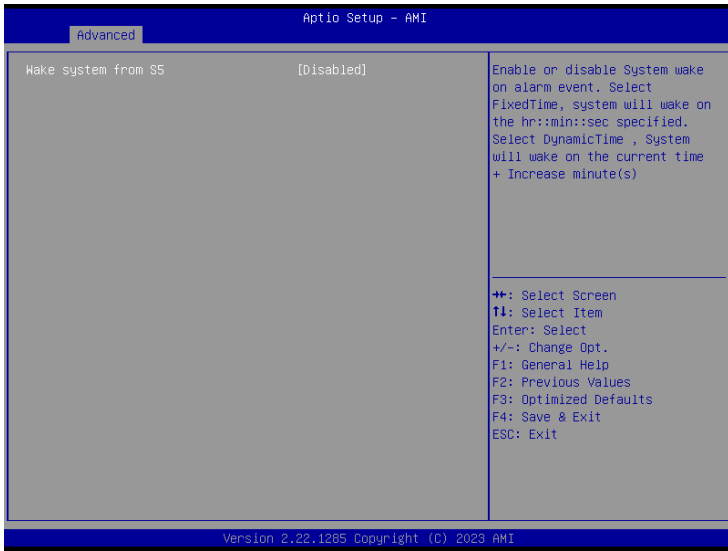 Aptio Setup - AMI
Advanced
Wake system from S5 [Disabled]
Enable or disable System wake
on alarm event. Select
FixedTime, system will wake on
the hr::min::sec specified.
Select DynamicTime , System
will wake on the current time
+ Increase minute(s)
→←: Select Screen
↑↓: Select Item
Enter: Select
+/-: Change Opt.
F1: General Help
F2: Previous Values
F3: Optimized Defaults
F4: Save & Exit
ESC: Exit
Version 2.22.1285 Copyright (C) 2023 AMI